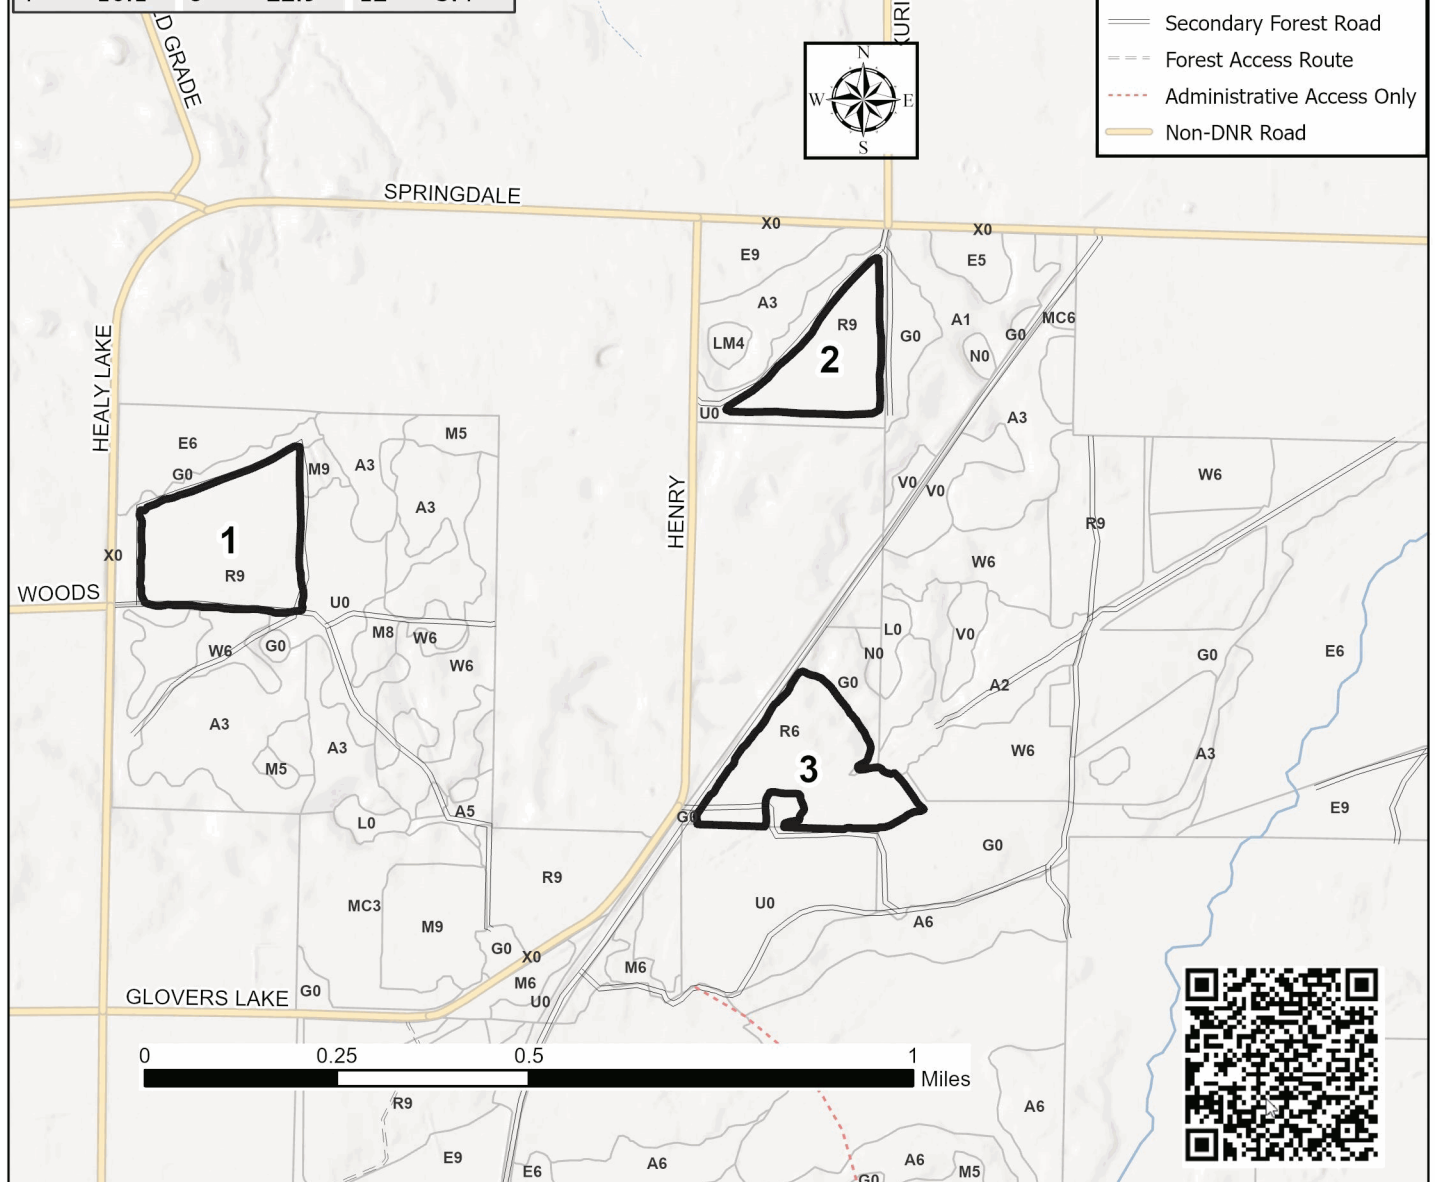 ED GRADE
Secondary Forest Road
Forest Access Route
Administrative Access Only
Non-DNR Road
N
W E
S
SPRINGDALE
X0
X0
E9
E5
A3
R9
A1
G0
MC6
G0
LM4
2
N0
HEALY LAKE
U0
A3
E6
M5
G0
M9
A3
W6
V0
V0
A3
HENRY
1
R9
X0
R9
W6
WOODS
U0
L0
V0
M8
W6
W6
G0
N0
G0
E6
W6
G0
A2
A3
R6
A3
W6
A3
M5
3
A5
G0
E9
L0
G0
R9
MC3
M9
U0
A6
G0
X0
M6
M6
G0
U0
GLOVERS LAKE
0 0.25 0.5 1
Miles
R9
A6
E9
E6
A6
A6
M5
G0